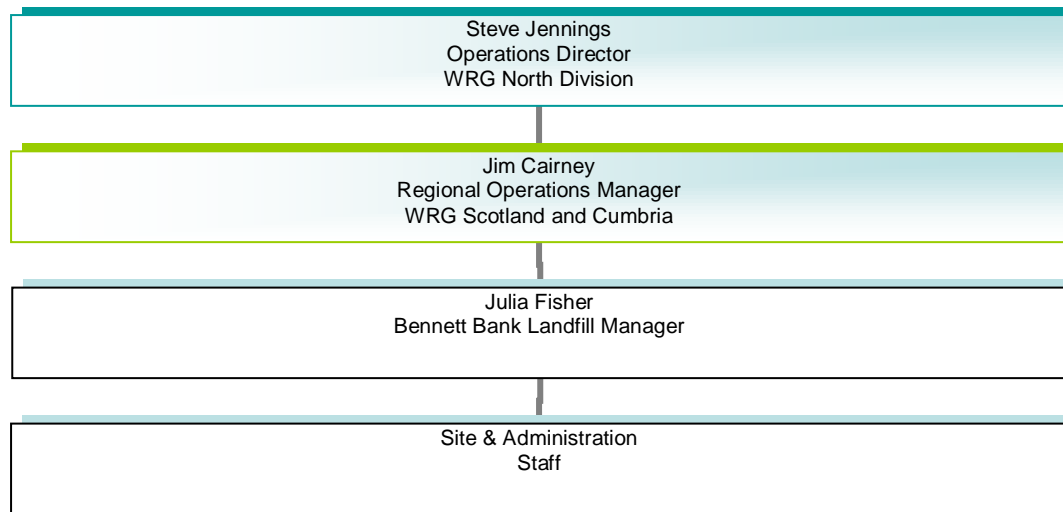 Steve Jennings
Operations Director
WRG North Division
Jim Cairney
Regional Operations Manager
WRG Scotland and Cumbria
Julia Fisher
Bennett Bank Landfill Manager
Site & Administration
Staff